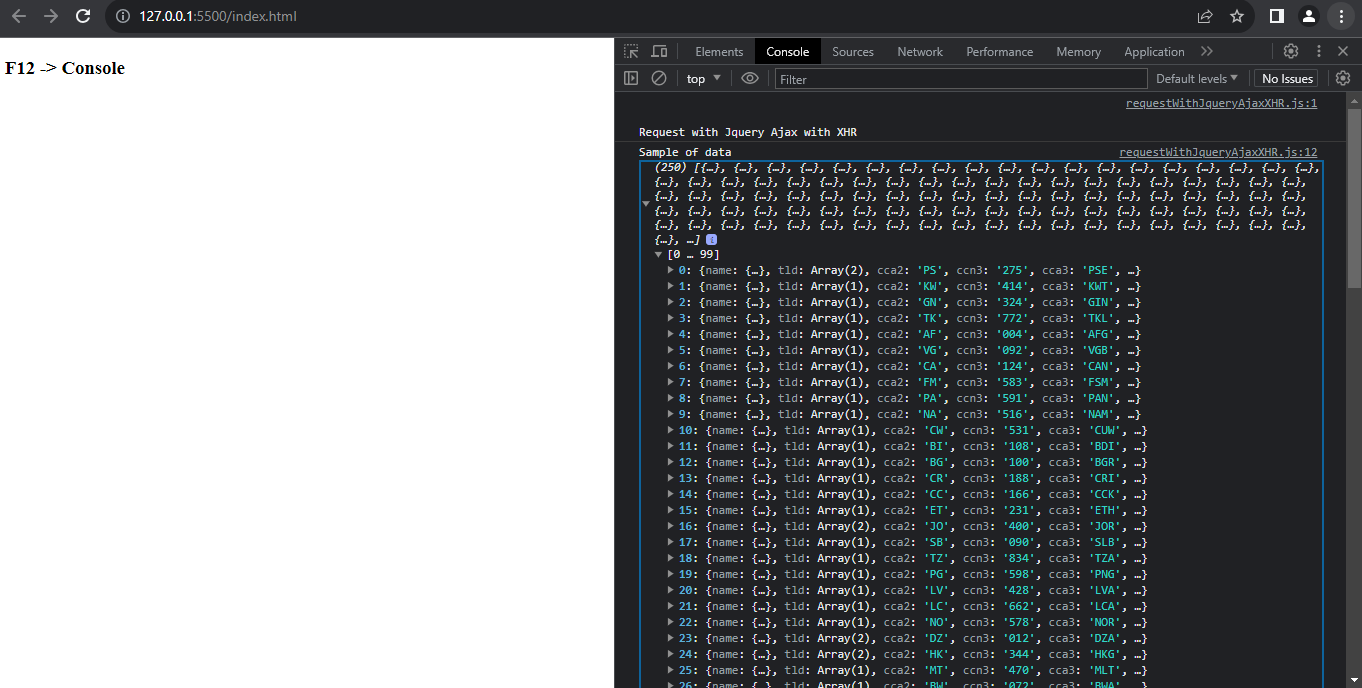 127.0.0.1:5500/index.html
F12 -> Console
Elements Console Sources Network Performance Memory Application
top Filter Default levels No Issues
requestWithJqueryAjaxXHR.js:1
Request with Jquery Ajax with XHR
Sample of data requestWithJqueryAjaxXHR.js:12
(250) [{…}, {…}, {…}, {…}, {…}, {…}, {…}, {…}, {…}, {…}, {…}, {…}, {…}, {…}, {…}, {…}, {…}, {…}, {…},
{…}, {…}, {…}, {…}, {…}, {…}, {…}, {…}, {…}, {…}, {…}, {…}, {…}, {…}, {…}, {…}, {…}, {…}, {…}, {…},
{…}, {…}, {…}, {…}, {…}, {…}, {…}, {…}, {…}, {…}, {…}, {…}, {…}, {…}, {…}, {…}, {…}, {…}, {…}, {…},
{…}, {…}, {…}, {…}, {…}, {…}, {…}, {…}, {…}, {…}, {…}, {…}, {…}, {…}, {…}, {…}, {…}, {…}, {…}, {…},
{…}, {…}, {…}, {…}, {…}, {…}, {…}, {…}, {…}, {…}, {…}, {…}, {…}, {…}, {…}, {…}, {…}, {…}, {…}, {…},
{…}, …] i
[0 … 99]
0: {name: {…}, tld: Array(2), cca2: 'PS', ccn3: '275', cca3: 'PSE', …}
1: {name: {…}, tld: Array(1), cca2: 'KW', ccn3: '414', cca3: 'KWT', …}
2: {name: {…}, tld: Array(1), cca2: 'GN', ccn3: '324', cca3: 'GIN', …}
3: {name: {…}, tld: Array(1), cca2: 'TK', ccn3: '772', cca3: 'TKL', …}
4: {name: {…}, tld: Array(1), cca2: 'AF', ccn3: '004', cca3: 'AFG', …}
5: {name: {…}, tld: Array(1), cca2: 'VG', ccn3: '092', cca3: 'VGB', …}
6: {name: {…}, tld: Array(1), cca2: 'CA', ccn3: '124', cca3: 'CAN', …}
7: {name: {…}, tld: Array(1), cca2: 'FM', ccn3: '583', cca3: 'FSM', …}
8: {name: {…}, tld: Array(1), cca2: 'PA', ccn3: '591', cca3: 'PAN', …}
9: {name: {…}, tld: Array(1), cca2: 'NA', ccn3: '516', cca3: 'NAM', …}
10: {name: {…}, tld: Array(1), cca2: 'CW', ccn3: '531', cca3: 'CUW', …}
11: {name: {…}, tld: Array(1), cca2: 'BI', ccn3: '108', cca3: 'BDI', …}
12: {name: {…}, tld: Array(1), cca2: 'BG', ccn3: '100', cca3: 'BGR', …}
13: {name: {…}, tld: Array(1), cca2: 'CR', ccn3: '188', cca3: 'CRI', …}
14: {name: {…}, tld: Array(1), cca2: 'CC', ccn3: '166', cca3: 'CCK', …}
15: {name: {…}, tld: Array(1), cca2: 'ET', ccn3: '231', cca3: 'ETH', …}
16: {name: {…}, tld: Array(2), cca2: 'JO', ccn3: '400', cca3: 'JOR', …}
17: {name: {…}, tld: Array(1), cca2: 'SB', ccn3: '090', cca3: 'SLB', …}
18: {name: {…}, tld: Array(1), cca2: 'TZ', ccn3: '834', cca3: 'TZA', …}
19: {name: {…}, tld: Array(1), cca2: 'PG', ccn3: '598', cca3: 'PNG', …}
20: {name: {…}, tld: Array(1), cca2: 'LV', ccn3: '428', cca3: 'LVA', …}
21: {name: {…}, tld: Array(1), cca2: 'LC', ccn3: '662', cca3: 'LCA', …}
22: {name: {…}, tld: Array(1), cca2: 'NO', ccn3: '578', cca3: 'NOR', …}
23: {name: {…}, tld: Array(2), cca2: 'DZ', ccn3: '012', cca3: 'DZA', …}
24: {name: {…}, tld: Array(2), cca2: 'HK', ccn3: '344', cca3: 'HKG', …}
25: {name: {…}, tld: Array(1), cca2: 'MT', ccn3: '470', cca3: 'MLT', …}
26: {name: {…}, tld: Array(1), cca2: 'BW', ccn3: '072', cca3: 'BWA', …}